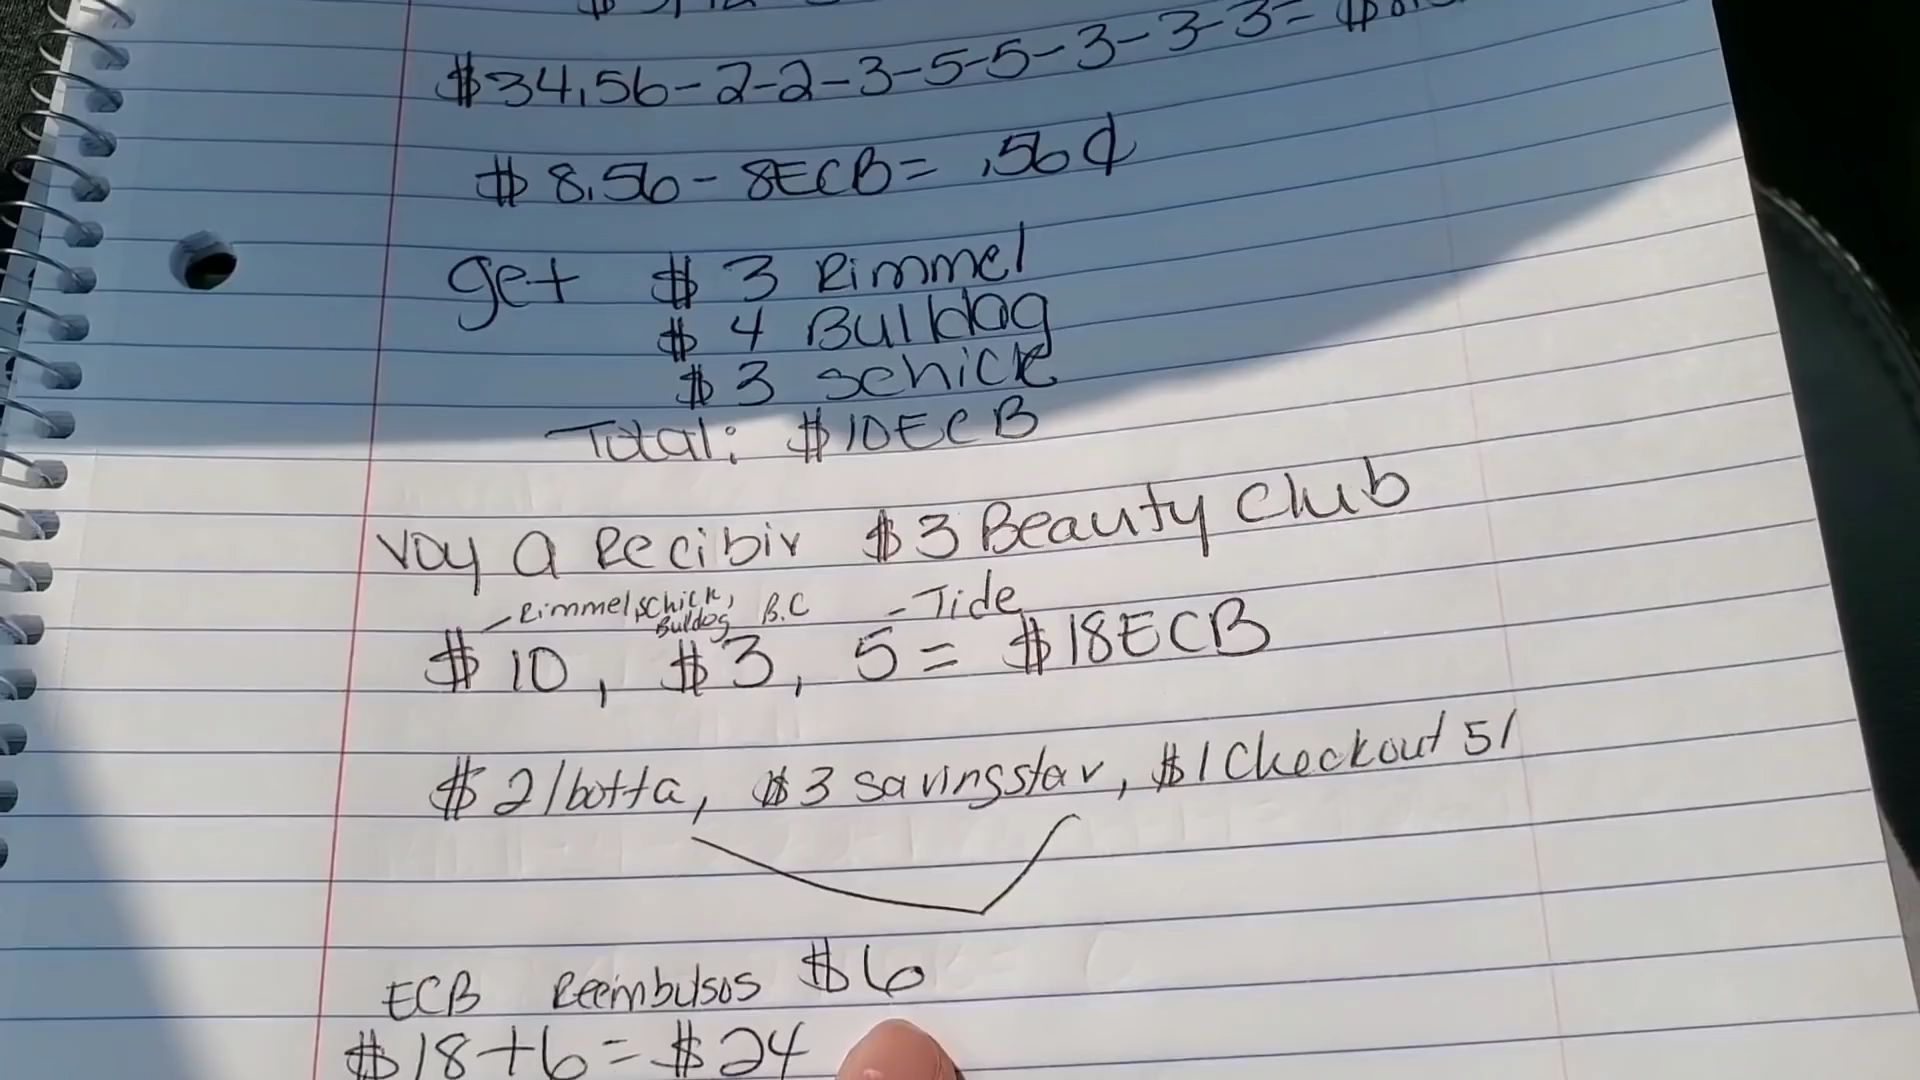 $34.56-2-2-3-5-5-3-3-3=
$8.56-8ECB= .56¢
get $3 Rimmel
$4 Bulldog
$3 schick
Total: $10ECB
voy a Recibir $3 Beauty Club
-Rimmel, schick, Buldog B.C -Tide
$10, $3, 5 = $18ECB
$2 Ibotta, $3 savingstar, $1 Checkout 51
ECB Reembulsos $6
$18+6=$24